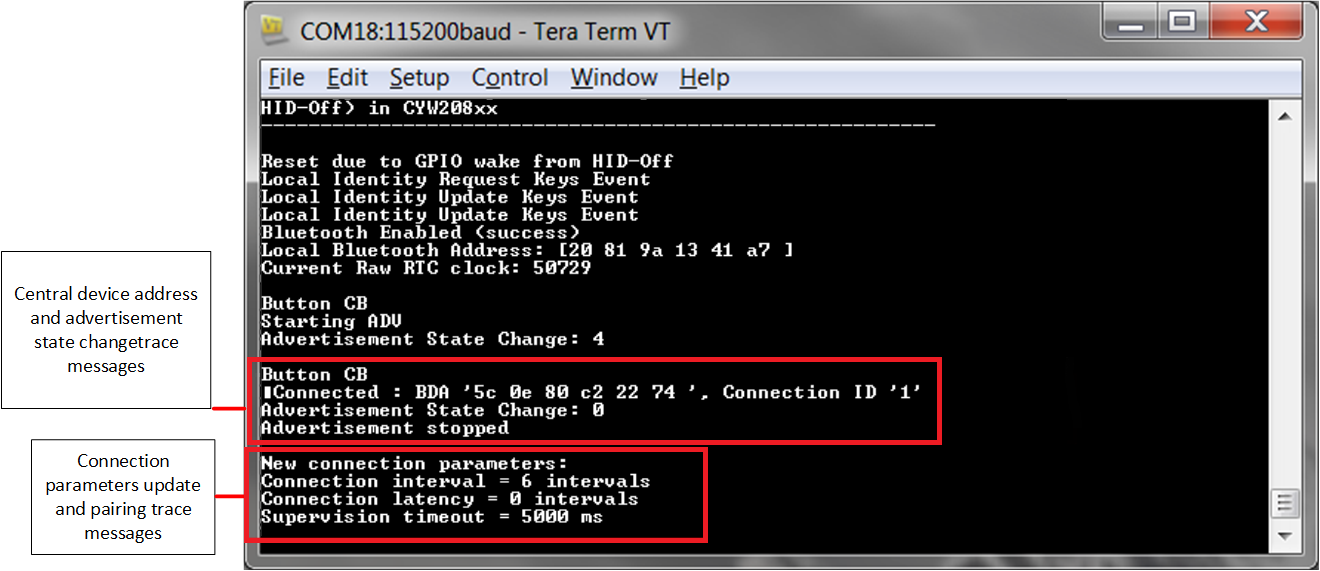 COM18:115200baud - Tera Term VT
File Edit Setup Control Window Help
HID-Off> in CYW208xx
----------------------------------------------------------------
Reset due to GPIO wake from HID-Off
Local Identity Request Keys Event
Local Identity Update Keys Event
Local Identity Update Keys Event
Bluetooth Enabled (success)
Local Bluetooth Address: [20 81 9a 13 41 a7 ]
Current Raw RTC clock: 50729
Button CB
Starting ADV
Advertisement State Change: 4
Button CB
Connected : BDA '5c 0e 80 c2 22 74 ', Connection ID '1'
Advertisement State Change: 0
Advertisement stopped
New connection parameters:
Connection interval = 6 intervals
Connection latency = 0 intervals
Supervision timeout = 5000 ms
Central device address
and advertisement
state changetrace
messages
Connection
parameters update
and pairing trace
messages